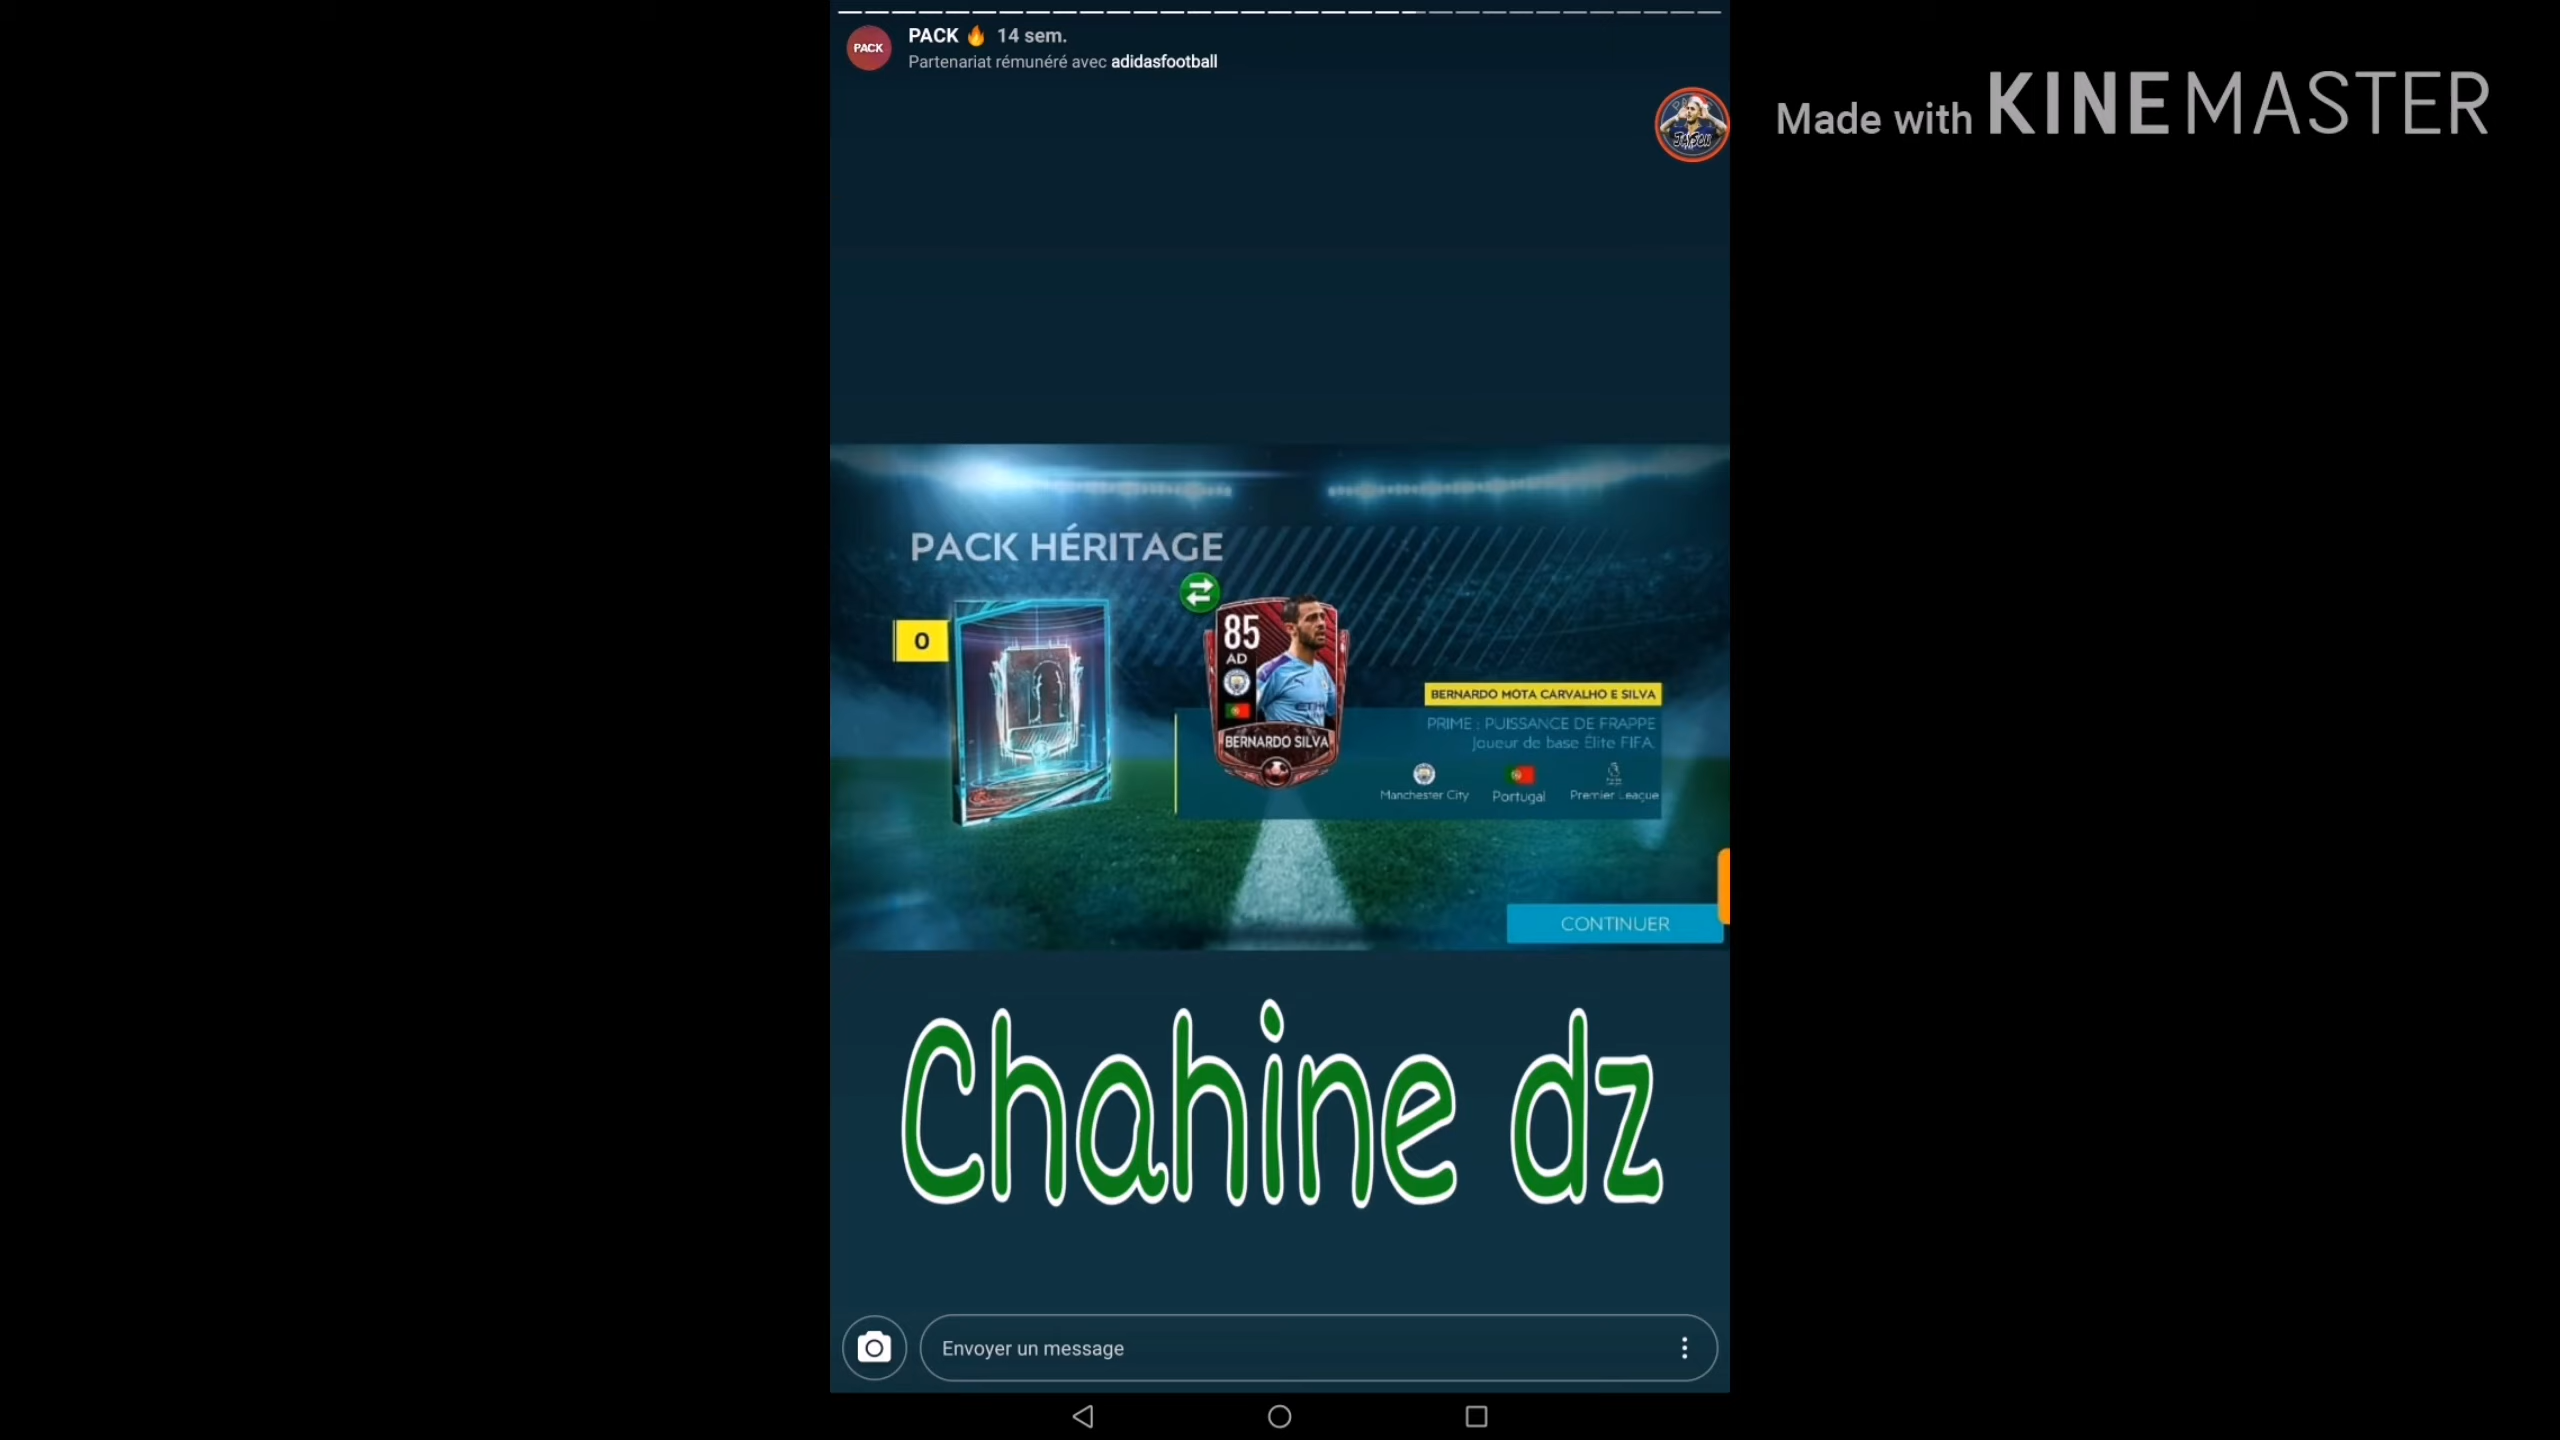 PACK 🔥 14 sem.
PACK
Partenariat rémunéré avec adidasfootball
Made with KINEMASTER
PACK HÉRITAGE
0
85
AD
BERNARDO SILVA
BERNARDO MOTA CARVALHO E SILVA
PRIME : PUISSANCE DE FRAPPE
Joueur de base Élite FIFA.
Manchester City Portugal Premier League
CONTINUER
Chahine dz
Envoyer un message